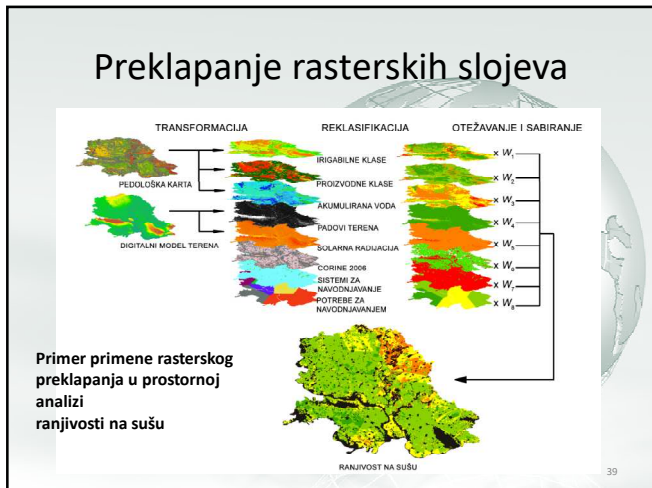 Preklapanje rasterskih slojeva
TRANSFORMACIJA
REKLASIFIKACIJA
OTEŽAVANJE I SABIRANJE
PEDOLOŠKA KARTA
DIGITALNI MODEL TERENA
IRIGABILNE KLASE
PROIZVODNE KLASE
AKUMULIRANA VODA
PADOVI TERENA
SOLARNA RADIJACIJA
CORINE 2006
SISTEMI ZA
NAVODNJAVANJE
POTREBE ZA
NAVODNJAVANJEM
x W₁
x W₂
x W₃
x W₄
x W₅
x W₆
x W₇
x W₈
Primer primene rasterskog
preklapanja u prostornoj
analizi
ranjivosti na sušu
RANJIVOST NA SUŠU
39